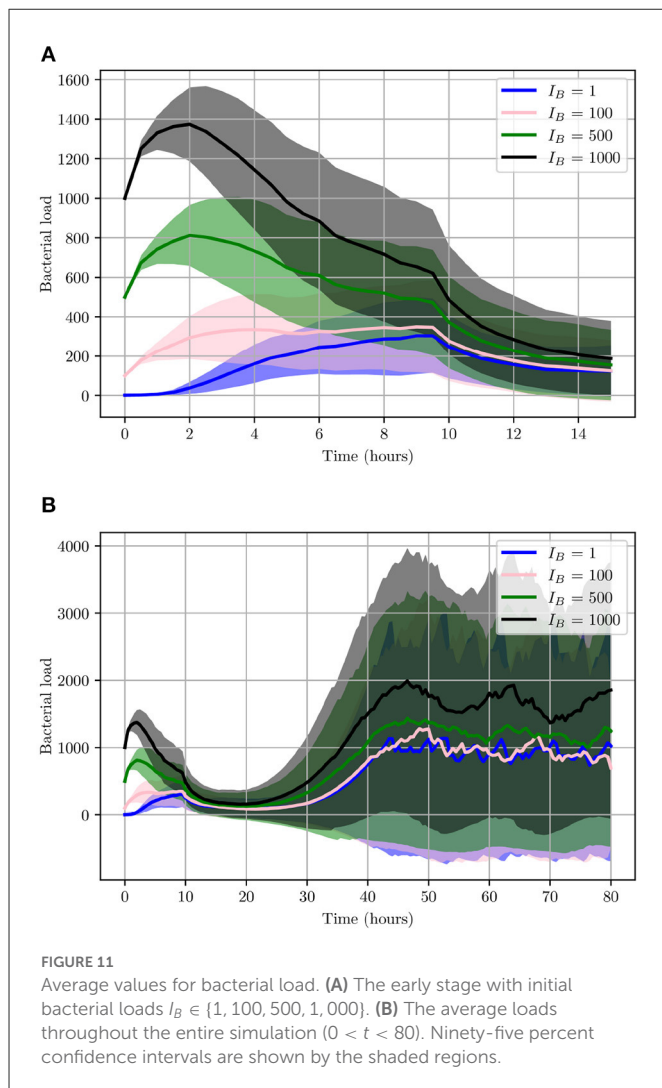 A
1600
1400
1200
1000
800
600
400
200
0
Bacterial load
I_B = 1
I_B = 100
I_B = 500
I_B = 1000
0 2 4 6 8 10 12 14
Time (hours)
B
4000
3000
2000
1000
0
Bacterial load
I_B = 1
I_B = 100
I_B = 500
I_B = 1000
0 10 20 30 40 50 60 70 80
Time (hours)
FIGURE 11
Average values for bacterial load. (A) The early stage with initial
bacterial loads I_B ∈ {1, 100, 500, 1,000}. (B) The average loads
throughout the entire simulation (0 < t < 80). Ninety-five percent
confidence intervals are shown by the shaded regions.